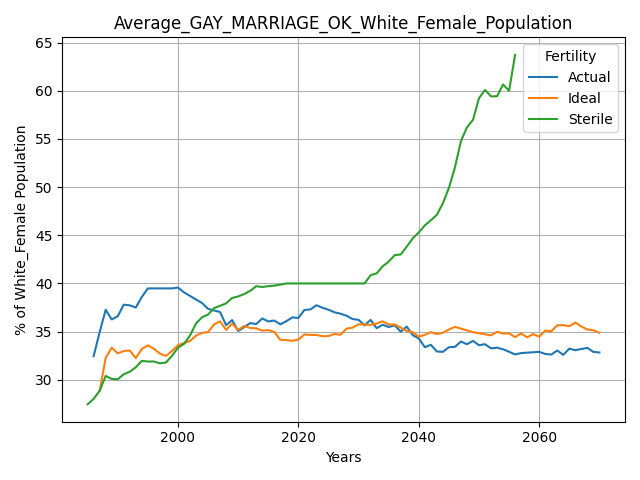 Average_GAY_MARRIAGE_OK_White_Female_Population
% of White_Female Population
65
60
55
50
45
40
35
30
Fertility
Actual
Ideal
Sterile
2000
2020
2040
2060
Years